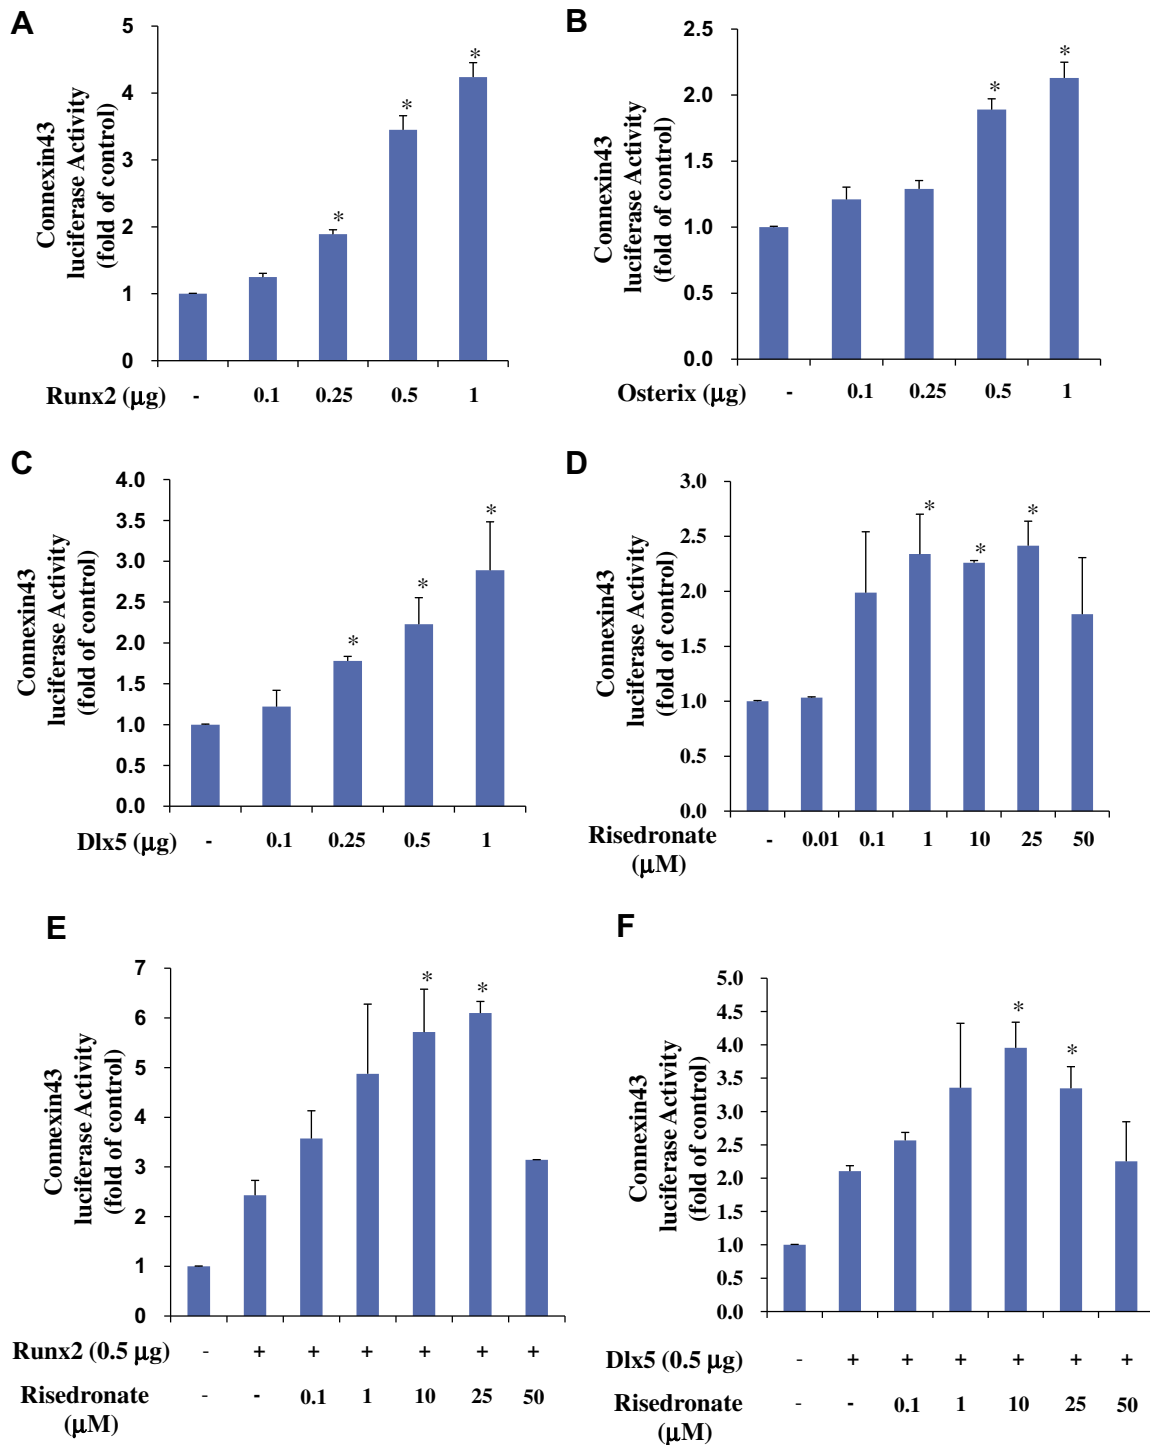 A
Connexin43
luciferase Activity
(fold of control)
5
4
3
2
1
0
* * * 
Runx2 (µg) - 0.1 0.25 0.5 1
B
Connexin43
luciferase Activity
(fold of control)
2.5
2.0
1.5
1.0
0.5
0.0
* *
Osterix (µg) - 0.1 0.25 0.5 1
C
Connexin43
luciferase Activity
(fold of control)
4.0
3.5
3.0
2.5
2.0
1.5
1.0
0.5
0.0
* * *
Dlx5 (µg) - 0.1 0.25 0.5 1
D
Connexin43
luciferase Activity
(fold of control)
3.0
2.5
2.0
1.5
1.0
0.5
0.0
* * *
Risedronate - 0.01 0.1 1 10 25 50
(µM)
E
Connexin43
luciferase Activity
(fold of control)
7
6
5
4
3
2
1
0
* *
Runx2 (0.5 µg) - + + + + + +
Risedronate - - 0.1 1 10 25 50
(µM)
F
Connexin43
luciferase Activity
(fold of control)
5.0
4.5
4.0
3.5
3.0
2.5
2.0
1.5
1.0
0.5
0.0
* *
Dlx5 (0.5 µg) - + + + + + +
Risedronate - - 0.1 1 10 25 50
(µM)